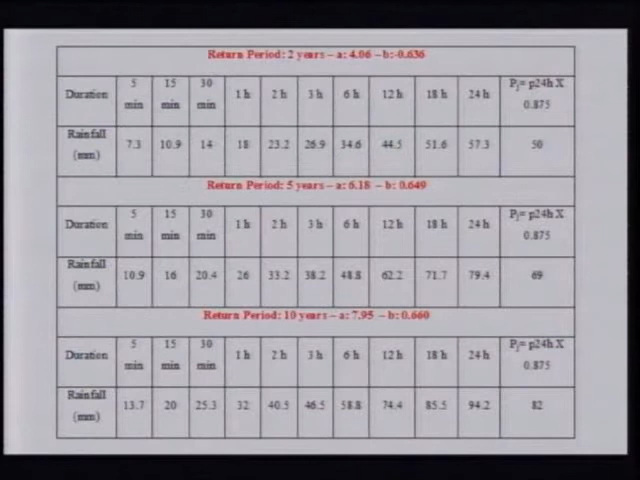 Return Period: 2 years – a: 4.06 – b:-0.636
Duration 5 min 15 min 30 min 1 h 2 h 3 h 6 h 12 h 18 h 24 h Pj= p24h X 0.875
Rainfall (mm) 7.3 10.9 14 18 23.2 26.9 34.6 44.5 51.6 57.3 50
Return Period: 5 years – a: 6.18 – b: 0.649
Duration 5 min 15 min 30 min 1 h 2 h 3 h 6 h 12 h 18 h 24 h Pj= p24h X 0.875
Rainfall (mm) 10.9 16 20.4 26 33.2 38.2 48.8 62.2 71.7 79.4 69
Return Period: 10 years – a: 7.95 – b: 0.660
Duration 5 min 15 min 30 min 1 h 2 h 3 h 6 h 12 h 18 h 24 h Pj= p24h X 0.875
Rainfall (mm) 13.7 20 25.3 32 40.5 46.5 58.8 74.4 85.5 94.2 82